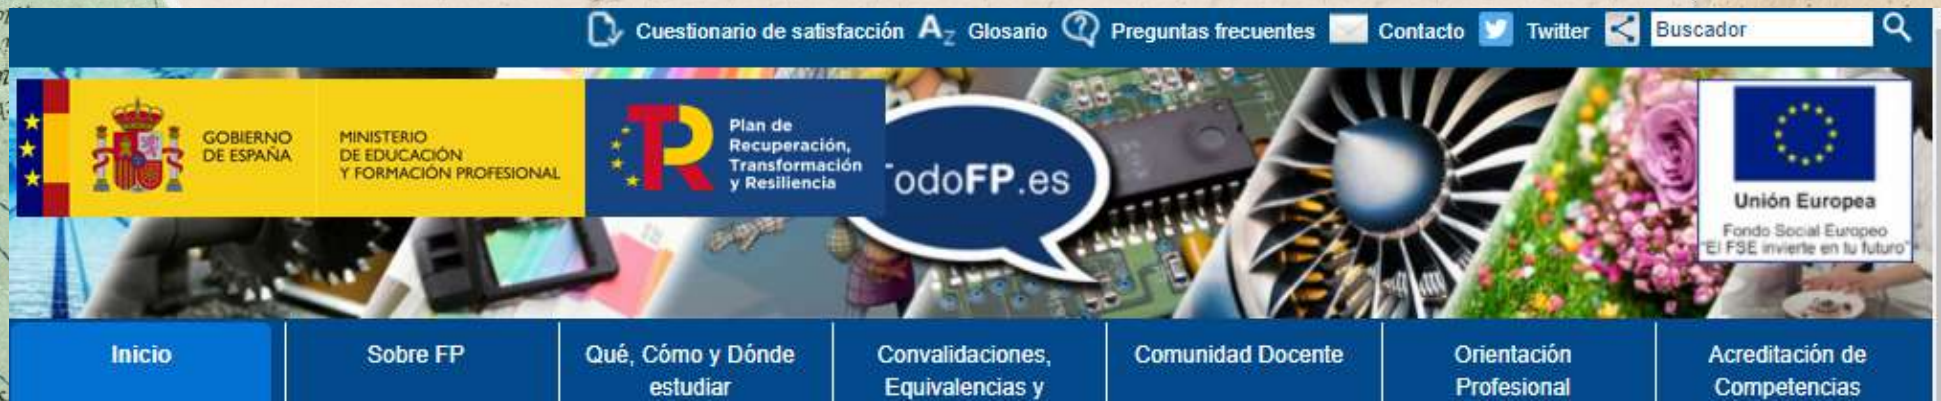 Cuestionario de satisfacción AZ Glosario Preguntas frecuentes Contacto Twitter Buscador
GOBIERNO
DE ESPAÑA
MINISTERIO
DE EDUCACIÓN
Y FORMACIÓN PROFESIONAL
Plan de
Recuperación,
Transformación
y Resiliencia
odoFP.es
Unión Europea
Fondo Social Europeo
"El FSE invierte en tu futuro"
Inicio
Sobre FP
Qué, Cómo y Dónde
estudiar
Convalidaciones,
Equivalencias y
Comunidad Docente
Orientación
Profesional
Acreditación de
Competencias